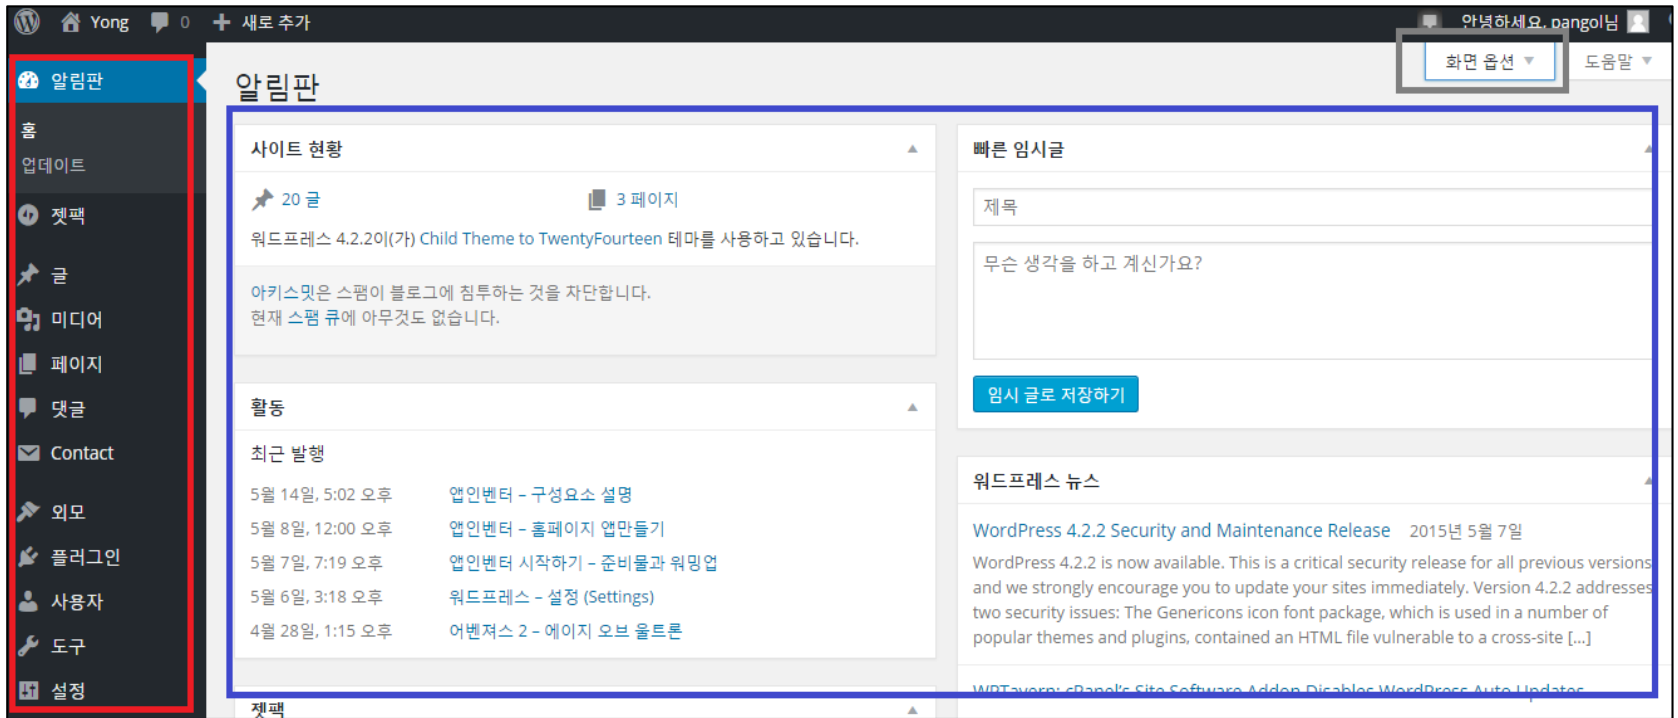 Yong 0 새로 추가 안녕하세요, pangol님
화면 옵션 도움말
알림판
홈
업데이트
젯팩
글
미디어
페이지
댓글
Contact
외모
플러그인
사용자
도구
설정
알림판
사이트 현황
20 글 3 페이지
워드프레스 4.2.2이(가) Child Theme to TwentyFourteen 테마를 사용하고 있습니다.
아키스밋은 스팸이 블로그에 침투하는 것을 차단합니다.
현재 스팸 큐에 아무것도 없습니다.
활동
최근 발행
5월 14일, 5:02 오후 앱인벤터 – 구성요소 설명
5월 8일, 12:00 오후 앱인벤터 – 홈페이지 앱만들기
5월 7일, 7:19 오후 앱인벤터 시작하기 – 준비물과 워밍업
5월 6일, 3:18 오후 워드프레스 – 설정 (Settings)
4월 28일, 1:15 오후 어벤져스 2 – 에이지 오브 울트론
젯팩
빠른 임시글
제목
무슨 생각을 하고 계신가요?
임시 글로 저장하기
워드프레스 뉴스
WordPress 4.2.2 Security and Maintenance Release 2015년 5월 7일
WordPress 4.2.2 is now available. This is a critical security release for all previous versions
and we strongly encourage you to update your sites immediately. Version 4.2.2 addresses
two security issues: The Genericons icon font package, which is used in a number of
popular themes and plugins, contained an HTML file vulnerable to a cross-site [...]
WPTavern: cPanel's Site Software Addon Disables WordPress Auto Updates